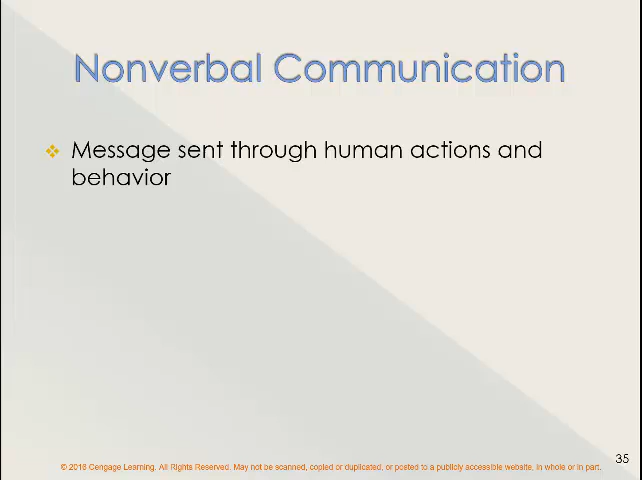 Nonverbal Communication
❖ Message sent through human actions and
behavior
35
© 2016 Cengage Learning. All Rights Reserved. May not be scanned, copied or duplicated, or posted to a publicly accessible website, in whole or in part.